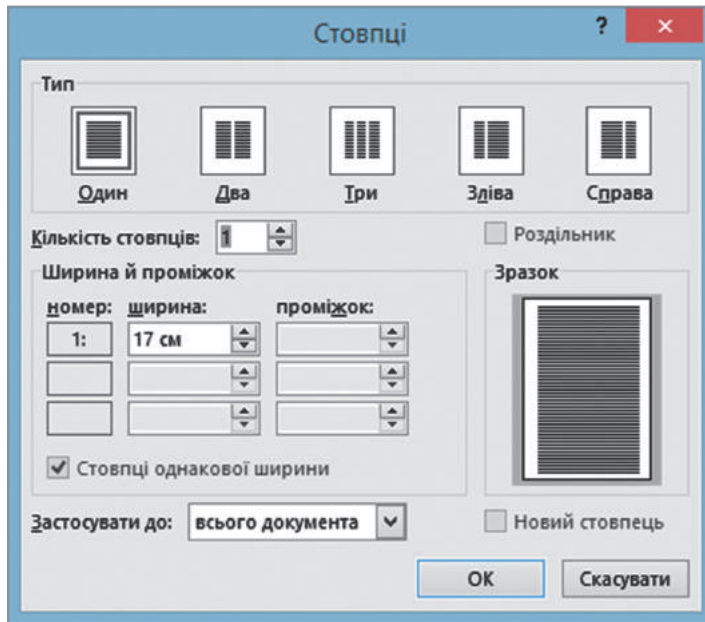 Стовпці ?
Тип
Один Два Три Зліва Справа
Кількість стовпців: 1 Роздільник
Ширина й проміжок Зразок
номер: ширина: проміжок:
1: 17 см
Стовпці однакової ширини
Застосувати до: всього документа Новий стовпець
ОК Скасувати